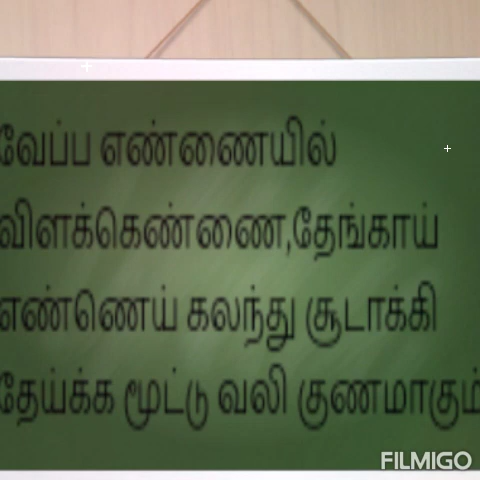 வேப்ப எண்ணையில்
விளக்கெண்ணை,தேங்காய்
எண்ணெய் கலந்து சூடாக்கி
தேய்க்க மூட்டு வலி குணமாகும்
FILMIGO